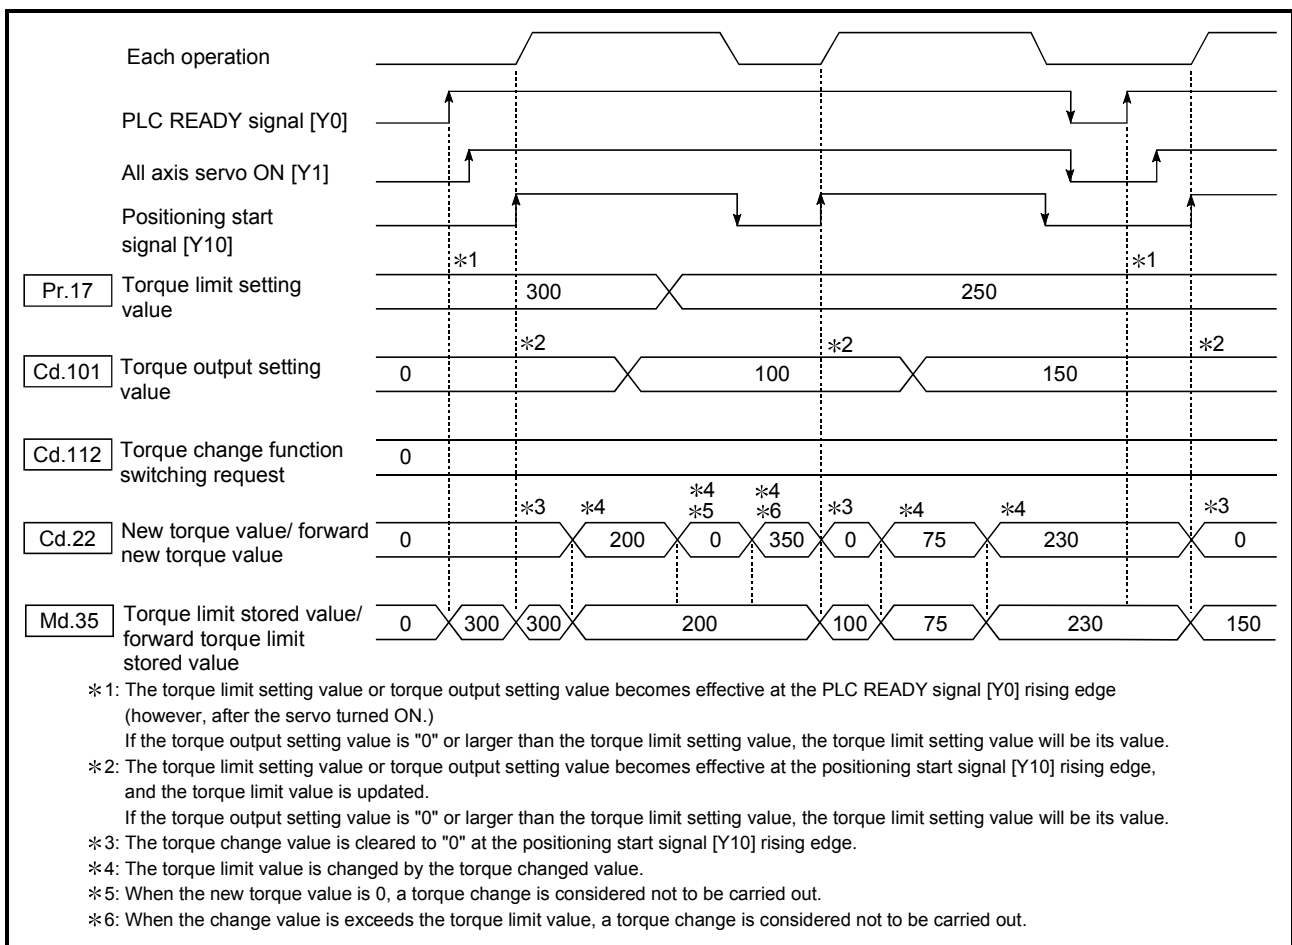 Each operation
PLC READY signal [Y0]
All axis servo ON [Y1]
Positioning start
signal [Y10]
*1 *1
Pr.17 Torque limit setting
value
300 250
*2 *2 *2
Cd.101 Torque output setting
value
0 100 150
Cd.112 Torque change function
switching request
0
*4 *4
*3 *4 *5 *6 *3 *4 *4 *3
Cd.22 New torque value/ forward
new torque value
0 200 0 350 0 75 230 0
Md.35 Torque limit stored value/
forward torque limit
stored value
0 300 300 200 100 75 230 150
*1: The torque limit setting value or torque output setting value becomes effective at the PLC READY signal [Y0] rising edge
(however, after the servo turned ON.)
If the torque output setting value is "0" or larger than the torque limit setting value, the torque limit setting value will be its value.
*2: The torque limit setting value or torque output setting value becomes effective at the positioning start signal [Y10] rising edge,
and the torque limit value is updated.
If the torque output setting value is "0" or larger than the torque limit setting value, the torque limit setting value will be its value.
*3: The torque change value is cleared to "0" at the positioning start signal [Y10] rising edge.
*4: The torque limit value is changed by the torque changed value.
*5: When the new torque value is 0, a torque change is considered not to be carried out.
*6: When the change value is exceeds the torque limit value, a torque change is considered not to be carried out.